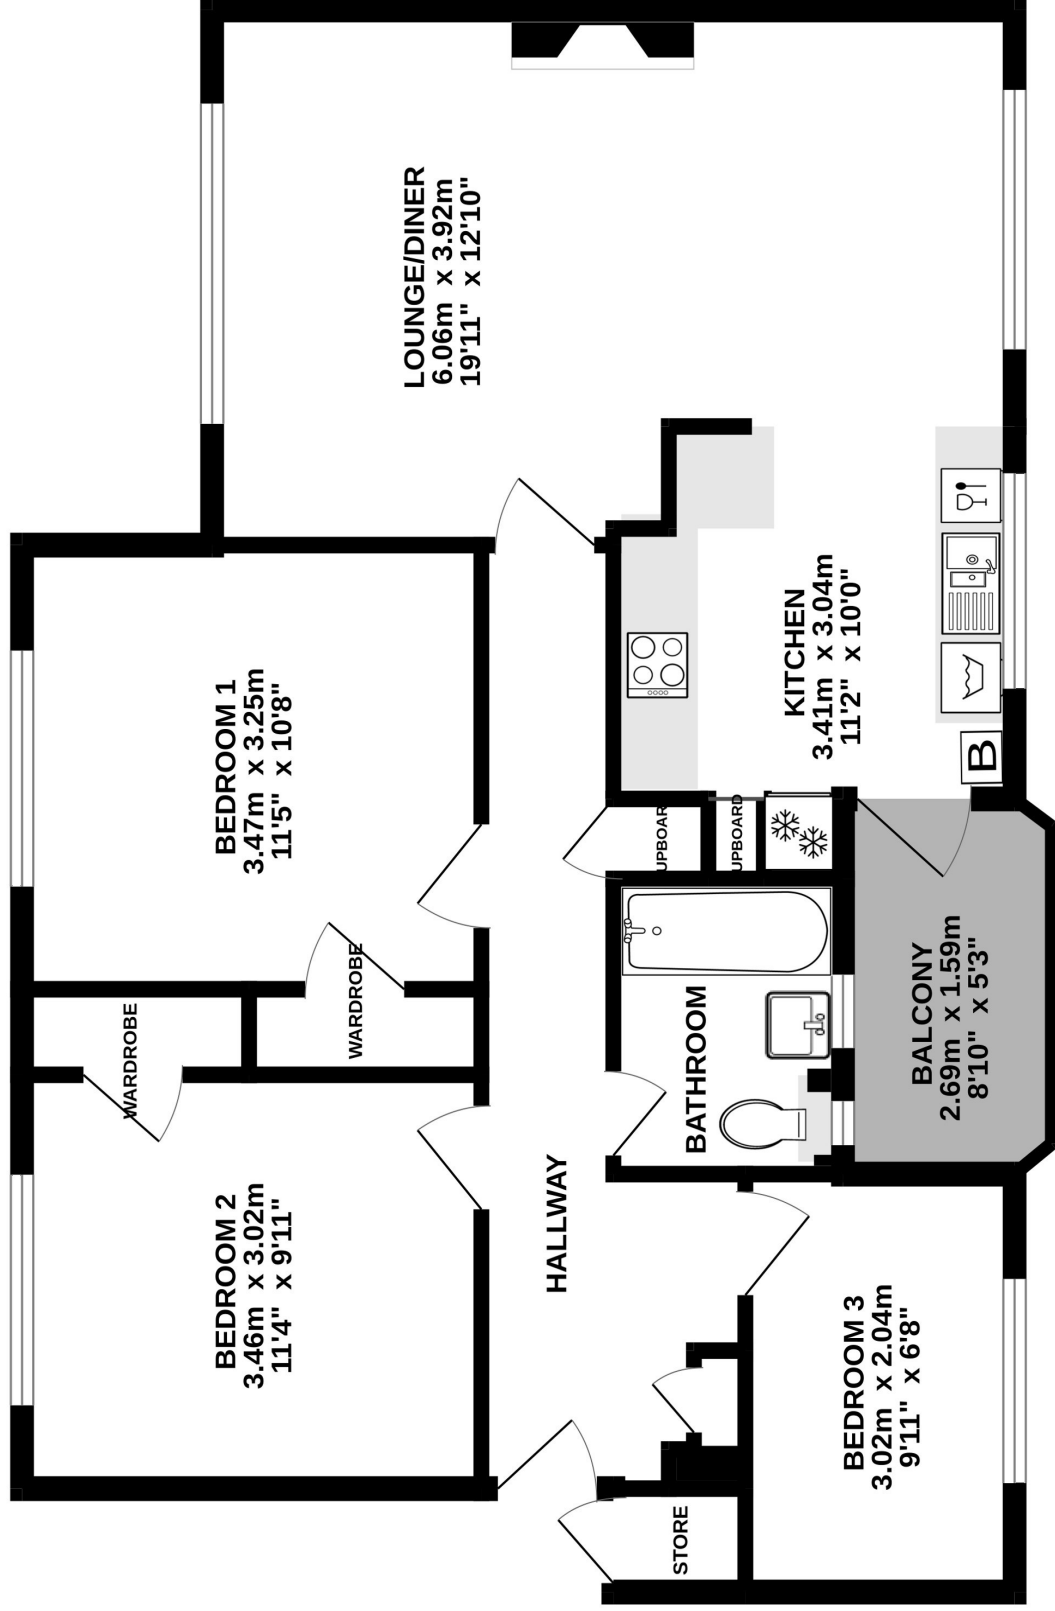 LOUNGE/DINER
6.06m x 3.92m
19'11" x 12'10"
KITCHEN
3.41m x 3.04m
11'2" x 10'0"
B
BEDROOM 1
3.47m x 3.25m
11'5" x 10'8"
UPBOAR
UPBOARD
WARDROBE
WARDROBE
BATHROOM
BALCONY
2.69m x 1.59m
8'10" x 5'3"
HALLWAY
BEDROOM 2
3.46m x 3.02m
11'4" x 9'11"
BEDROOM 3
3.02m x 2.04m
9'11" x 6'8"
STORE